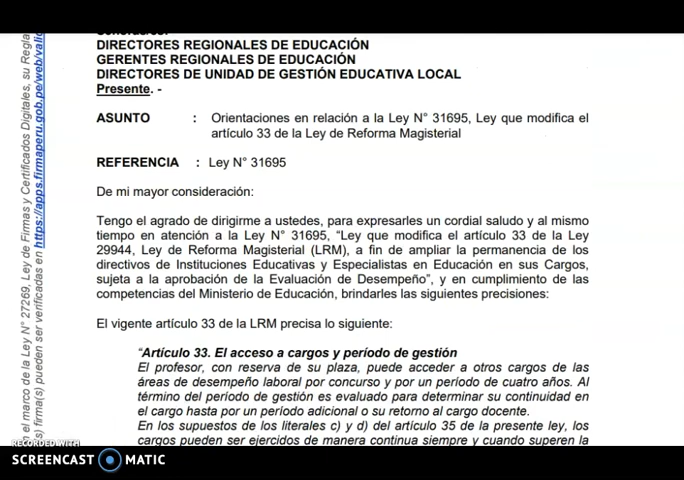 DIRECTORES REGIONALES DE EDUCACIÓN
GERENTES REGIONALES DE EDUCACIÓN
DIRECTORES DE UNIDAD DE GESTIÓN EDUCATIVA LOCAL
Presente. -
ASUNTO : Orientaciones en relación a la Ley N° 31695, Ley que modifica el
artículo 33 de la Ley de Reforma Magisterial
REFERENCIA : Ley N° 31695
De mi mayor consideración:
Tengo el agrado de dirigirme a ustedes, para expresarles un cordial saludo y al mismo
tiempo en atención a la Ley N° 31695, “Ley que modifica el artículo 33 de la Ley
29944, Ley de Reforma Magisterial (LRM), a fin de ampliar la permanencia de los
directivos de Instituciones Educativas y Especialistas en Educación en sus Cargos,
sujeta a la aprobación de la Evaluación de Desempeño”, y en cumplimiento de las
competencias del Ministerio de Educación, brindarles las siguientes precisiones:
El vigente artículo 33 de la LRM precisa lo siguiente:
“Artículo 33. El acceso a cargos y período de gestión
El profesor, con reserva de su plaza, puede acceder a otros cargos de las
áreas de desempeño laboral por concurso y por un período de cuatro años. Al
término del período de gestión es evaluado para determinar su continuidad en
el cargo hasta por un período adicional o su retorno al cargo docente.
En los supuestos de los literales c) y d) del artículo 35 de la presente ley, los
cargos pueden ser ejercidos de manera continua siempre y cuando superen la
n el marco de la Ley N° 27269, Ley de Firmas y Certificados Digitales, su Regla
s) firma(s) pueden ser verificadas en https://apps.firmaperu.gob.pe/web/valid
RECORDED WITH
SCREENCAST MATIC